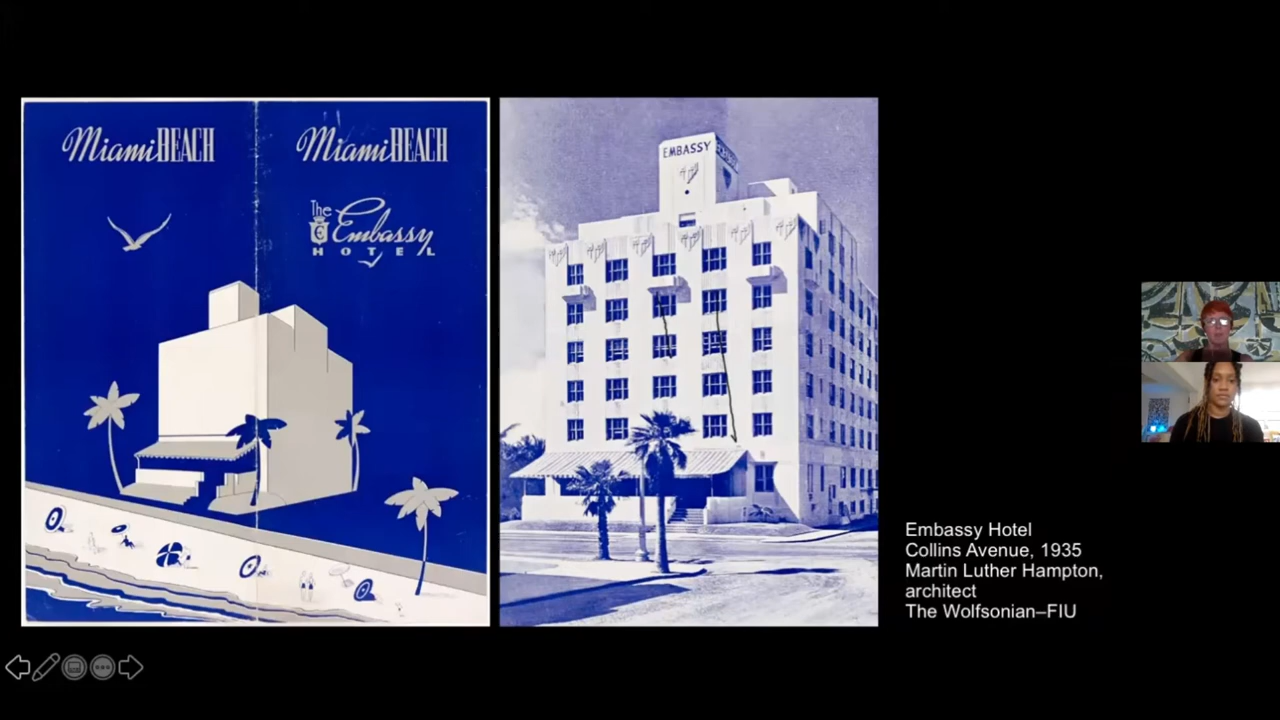 MiamiBEACH
MiamiBEACH
The
E
Embassy
HOTEL
EMBASSY
Embassy Hotel
Collins Avenue, 1935
Martin Luther Hampton,
architect
The Wolfsonian–FIU